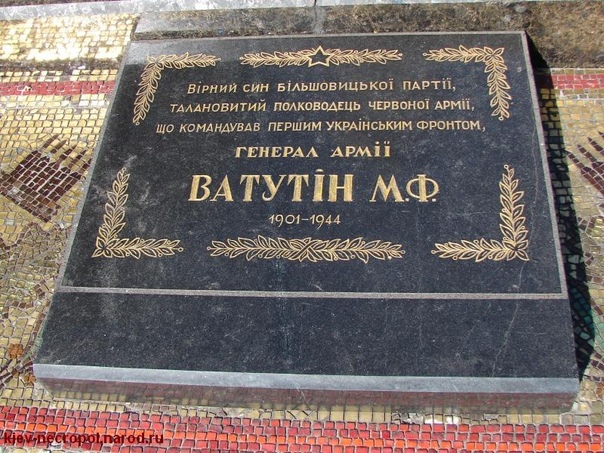 Вірний син більшовицької партії,
талановитий полководець Червоної Армії,
що командував Першим Українським фронтом,
генерал армії
ВАТУТІН М.Ф.
1901–1944
kiev-necropol.narod.ru